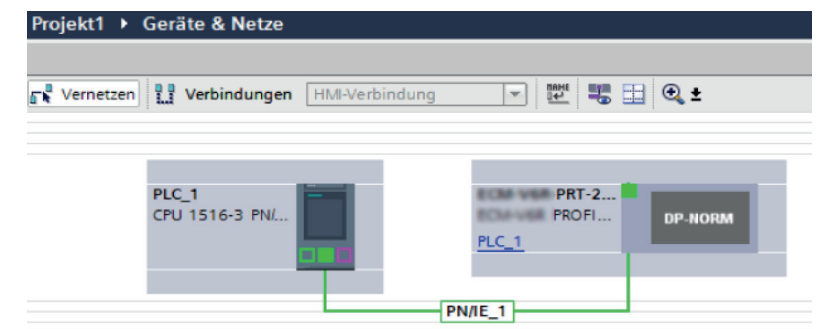 Projekt1 ▸ Geräte & Netze
Vernetzen Verbindungen HMI-Verbindung NAME
PLC_1
CPU 1516-3 PN/...
PRT-2...
PROFI...
PLC_1
DP-NORM
PN/IE_1